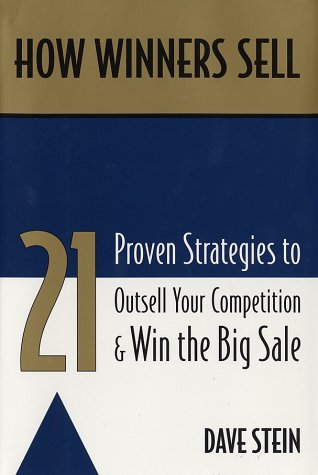 HOW WINNERS SELL
21
Proven Strategies to
Outsell Your Competition
& Win the Big Sale
DAVE STEIN